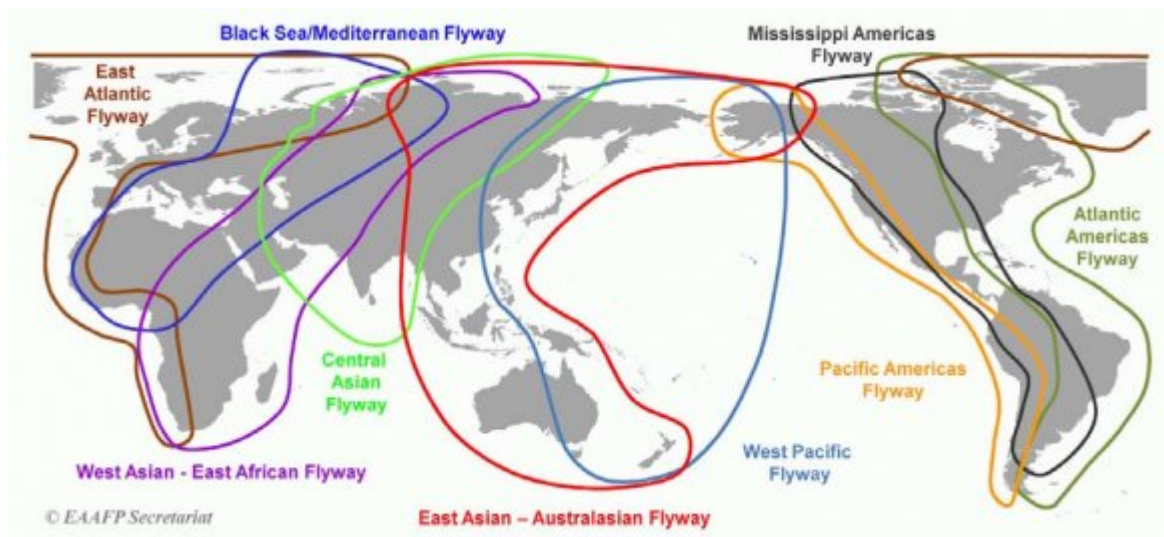 Black Sea/Mediterranean Flyway
Mississippi Americas
Flyway
East
Atlantic
Flyway
Atlantic
Americas
Flyway
Central
Asian
Flyway
Pacific Americas
Flyway
West Asian - East African Flyway
West Pacific
Flyway
© EAAFP Secretariat
East Asian – Australasian Flyway